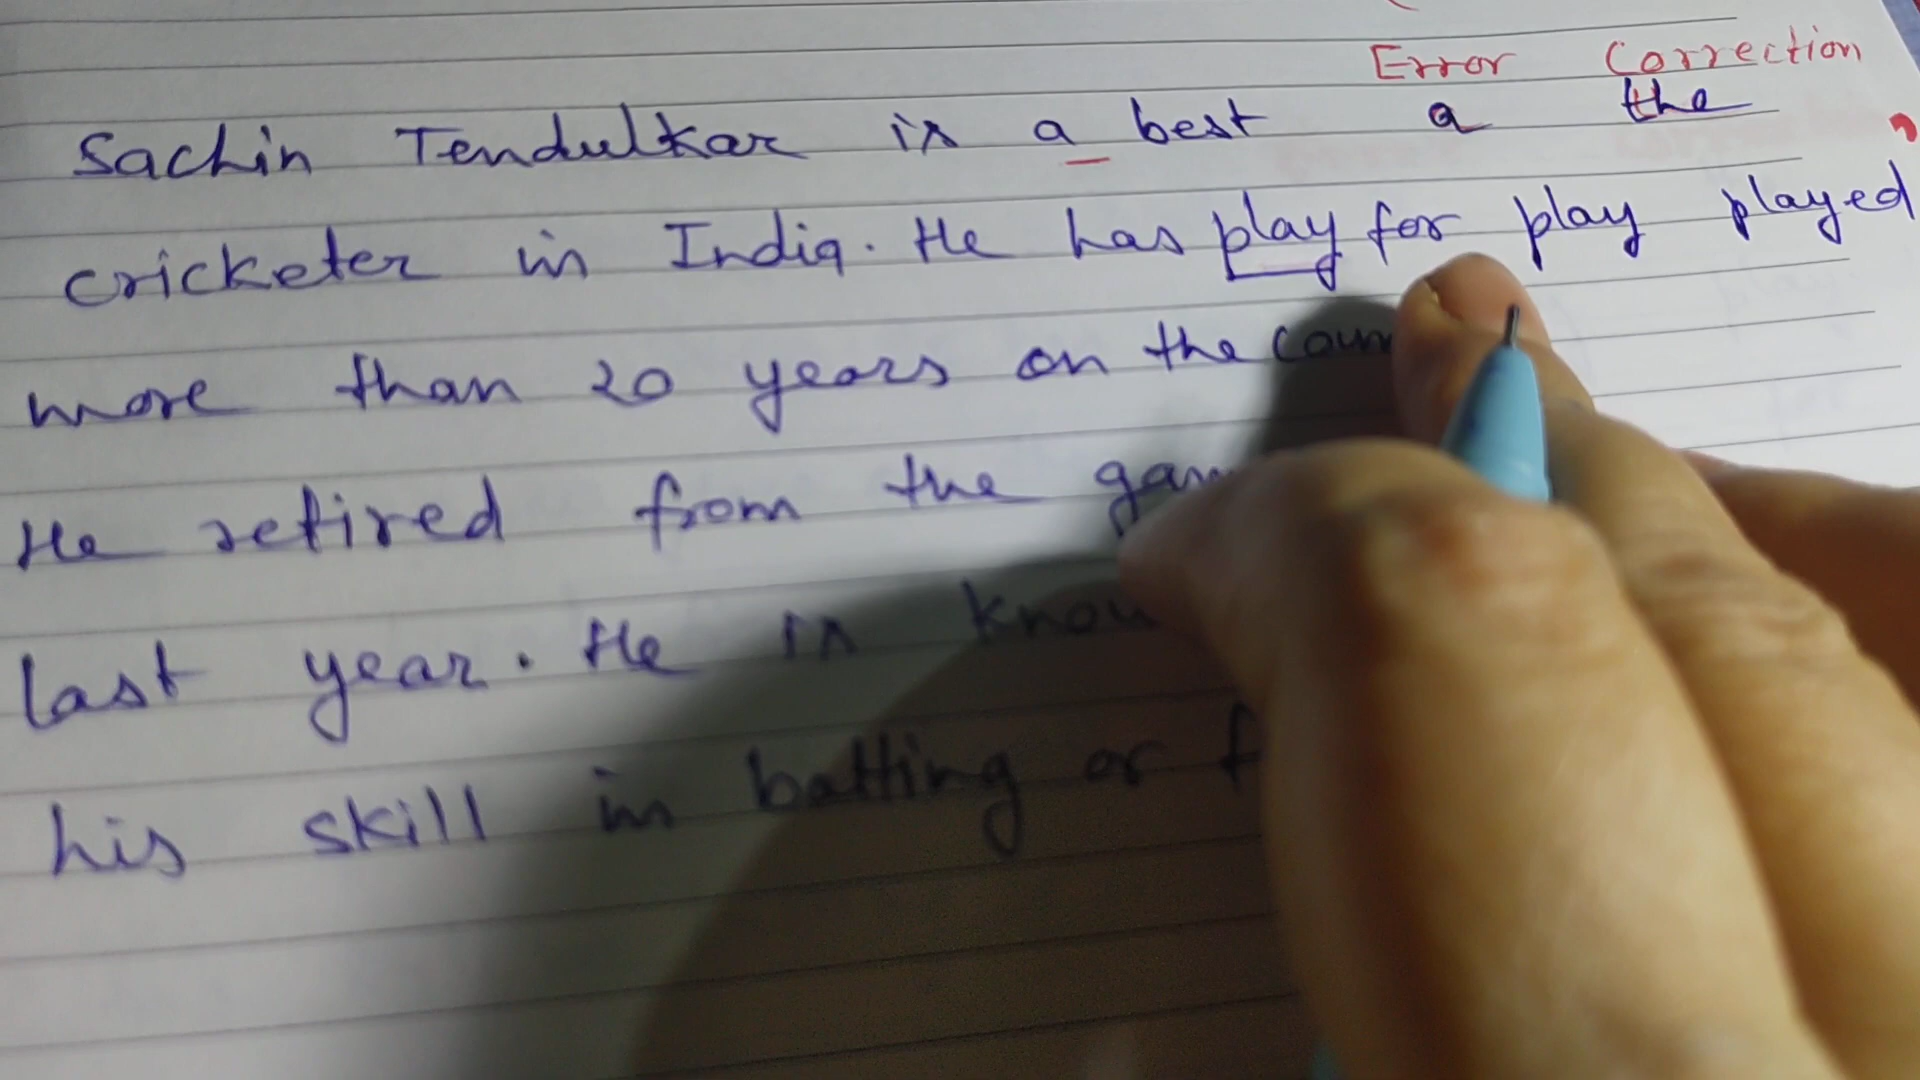 Error Correction
Sachin Tendulkar is a best a the
cricketer in India. He has play for play played
more than 20 years on the
He retired from the
last year. He is
his skill in batting or